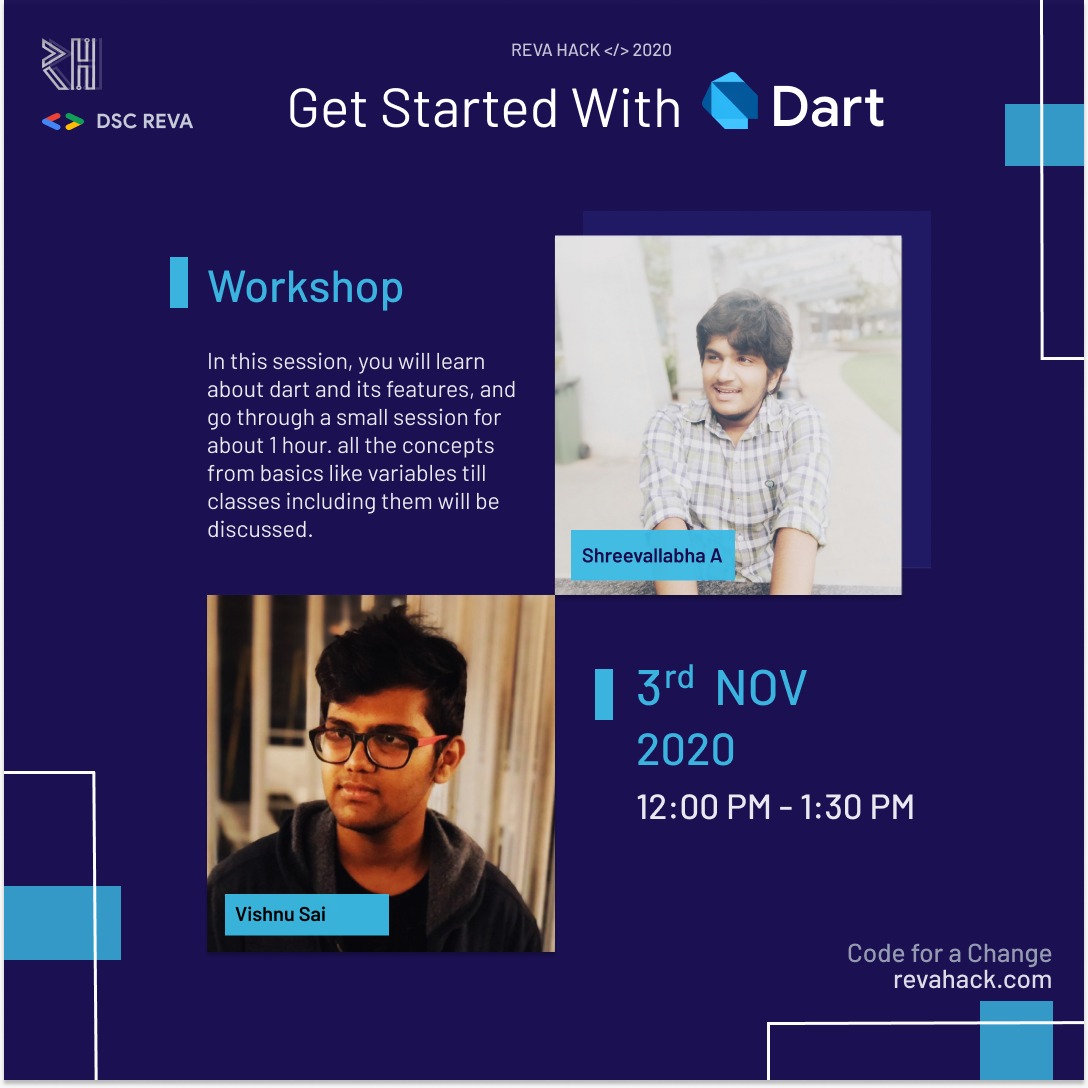 RH
REVA HACK </> 2020
DSC REVA
Get Started With Dart
Workshop
In this session, you will learn
about dart and its features, and
go through a small session for
about 1 hour. all the concepts
from basics like variables till
classes including them will be
discussed.
Shreevallabha A
Vishnu Sai
3rd NOV
2020
12:00 PM - 1:30 PM
Code for a Change
revahack.com